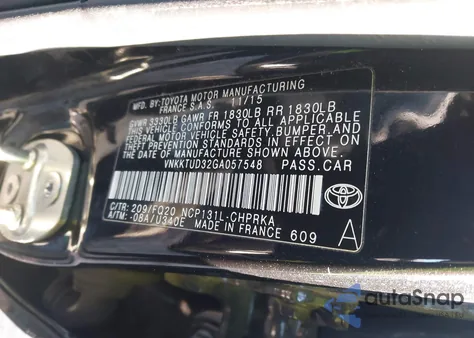 MFD. BY: TOYOTA MOTOR MANUFACTURING
FRANCE S.A.S. 11/15
GVWR 3330LB GAWR FR 1830LB RR 1830LB
THIS VEHICLE CONFORMS TO ALL APPLICABLE
FEDERAL MOTOR VEHICLE SAFETY, BUMPER, AND
THEFT PREVENTION STANDARDS IN EFFECT ON
THE DATE OF MANUFACTURE SHOWN ABOVE.
VNKKTUD32GA057548 PASS.CAR
C/TR: 209/FQ20 NCP131L-CHPRKA
A/TM: -08A/U340E MADE IN FRANCE 609 A
TOYOTA
autoSnap